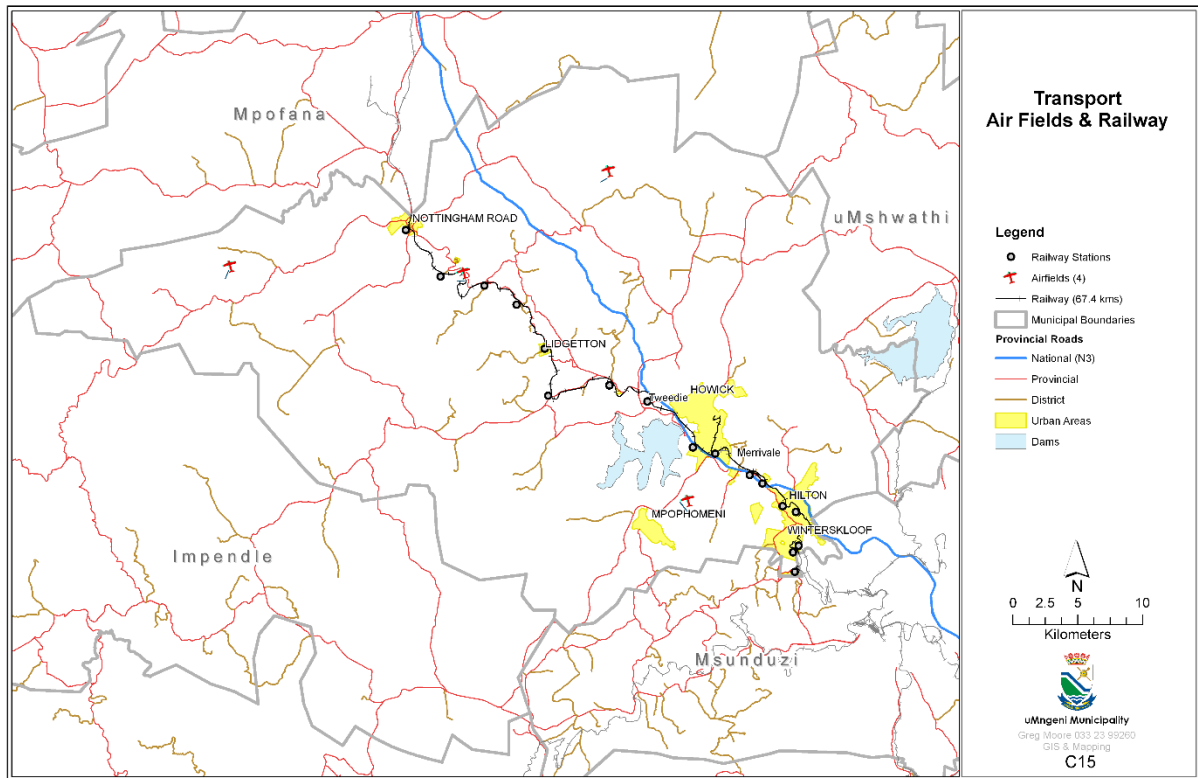 Mpofana
uMshwathi
NOTTINGHAM ROAD
LIDGETTON
HOWICK
Tweedie
Merrivale
HILTON
MPOPHOMENI
WINTERSKLOOF
Impendle
Msunduzi
Transport
Air Fields & Railway
Legend
Railway Stations
Airfields (4)
Railway (67.4 kms)
Municipal Boundaries
Provincial Roads
National (N3)
Provincial
District
Urban Areas
Dams
N
0 2.5 5 10
Kilometers
uMngeni Municipality
Greg Moore 033 23 99260
GIS & Mapping
C15